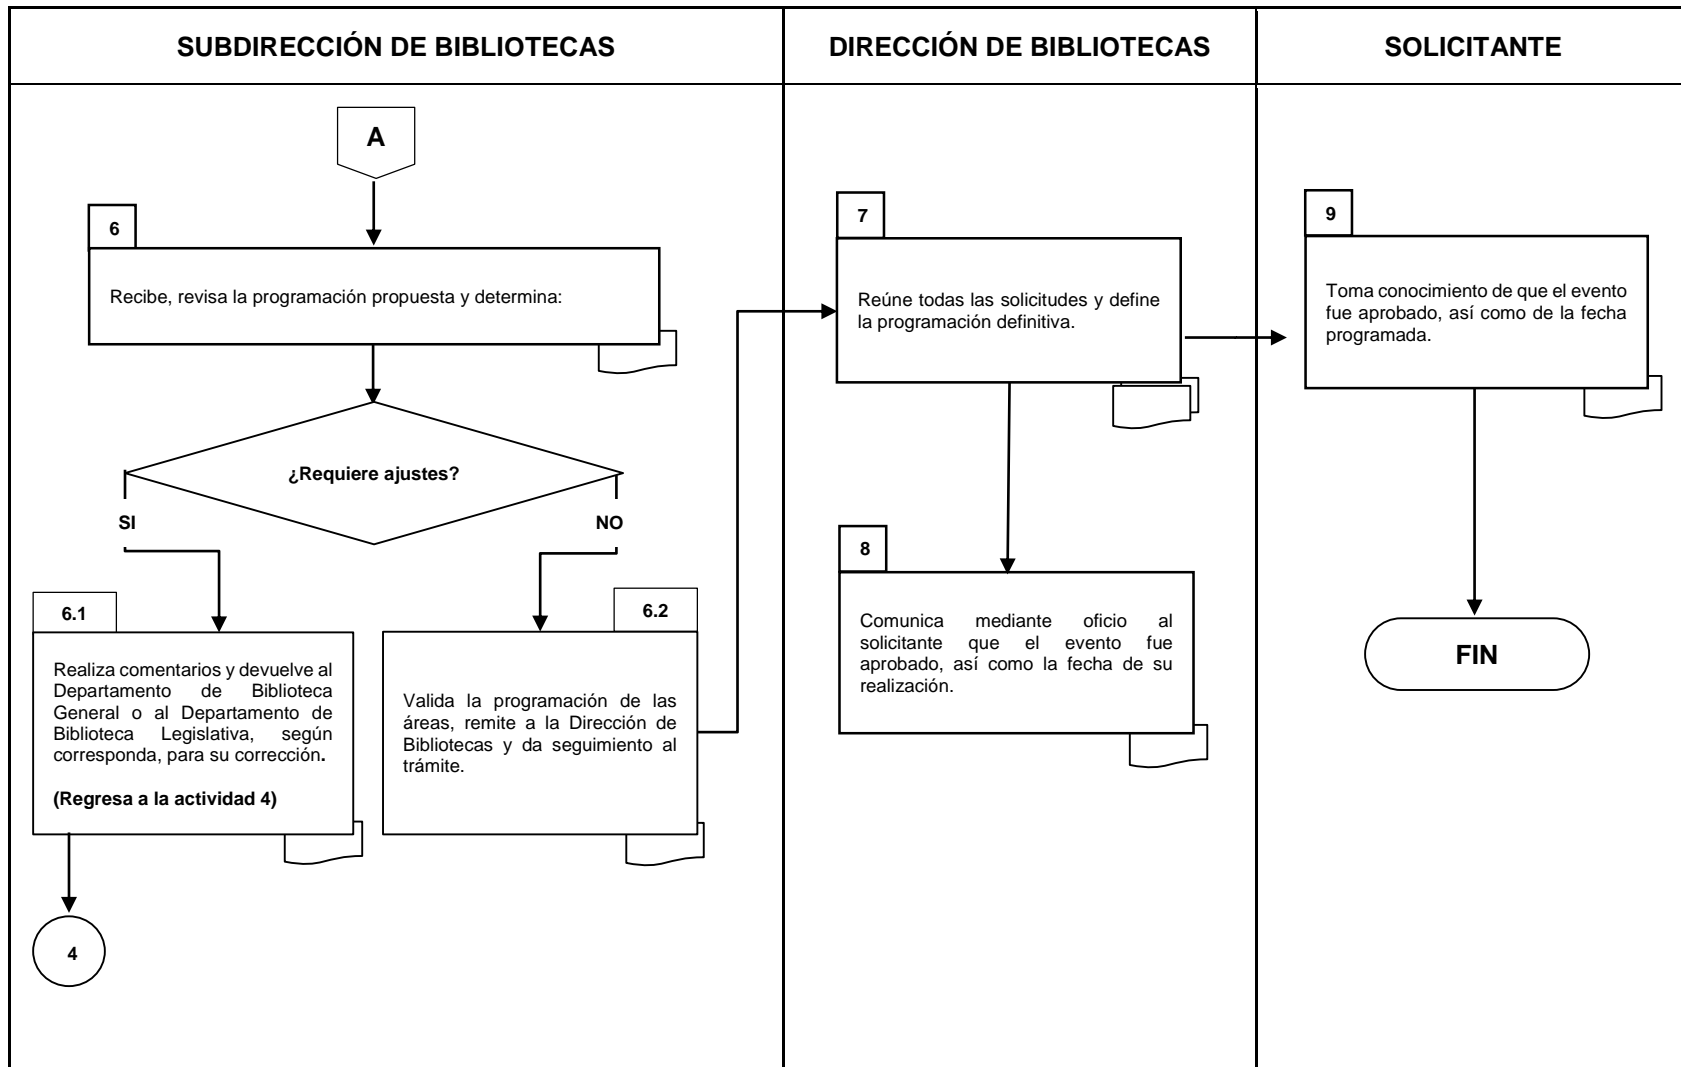 SUBDIRECCIÓN DE BIBLIOTECAS
DIRECCIÓN DE BIBLIOTECAS
SOLICITANTE
A
6
Recibe, revisa la programación propuesta y determina:
¿Requiere ajustes?
SI
NO
6.1
Realiza comentarios y devuelve al
Departamento de Biblioteca
General o al Departamento de
Biblioteca Legislativa, según
corresponda, para su corrección.
(Regresa a la actividad 4)
4
6.2
Valida la programación de las
áreas, remite a la Dirección de
Bibliotecas y da seguimiento al
trámite.
7
Reúne todas las solicitudes y define
la programación definitiva.
8
Comunica mediante oficio al
solicitante que el evento fue
aprobado, así como la fecha de su
realización.
9
Toma conocimiento de que el evento
fue aprobado, así como de la fecha
programada.
FIN